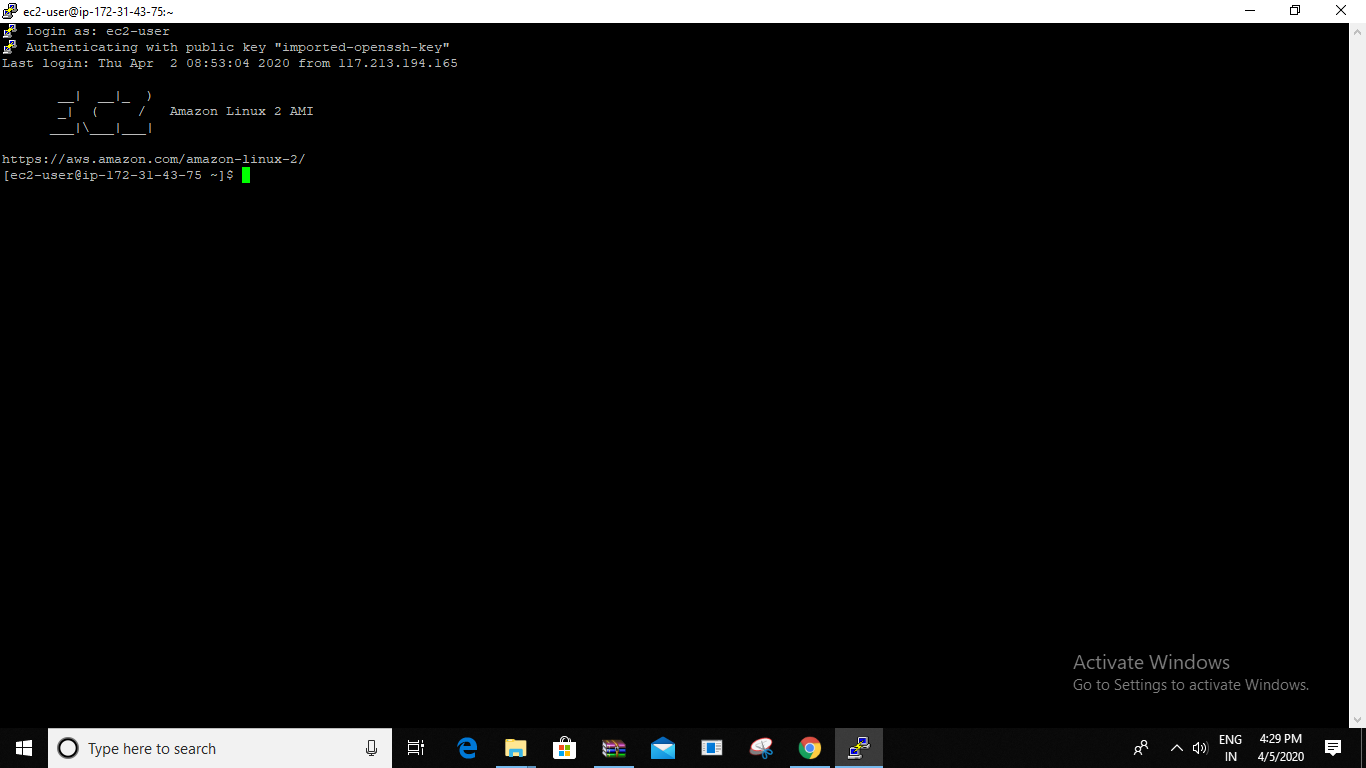 ec2-user@ip-172-31-43-75:~
login as: ec2-user
Authenticating with public key "imported-openssh-key"
Last login: Thu Apr  2 08:53:04 2020 from 117.213.194.165
       __|  __|_  )
       _|  (     /   Amazon Linux 2 AMI
      ___|\___|___|
https://aws.amazon.com/amazon-linux-2/
[ec2-user@ip-172-31-43-75 ~]$
Activate Windows
Go to Settings to activate Windows.
Type here to search
ENG
IN
4:29 PM
4/5/2020